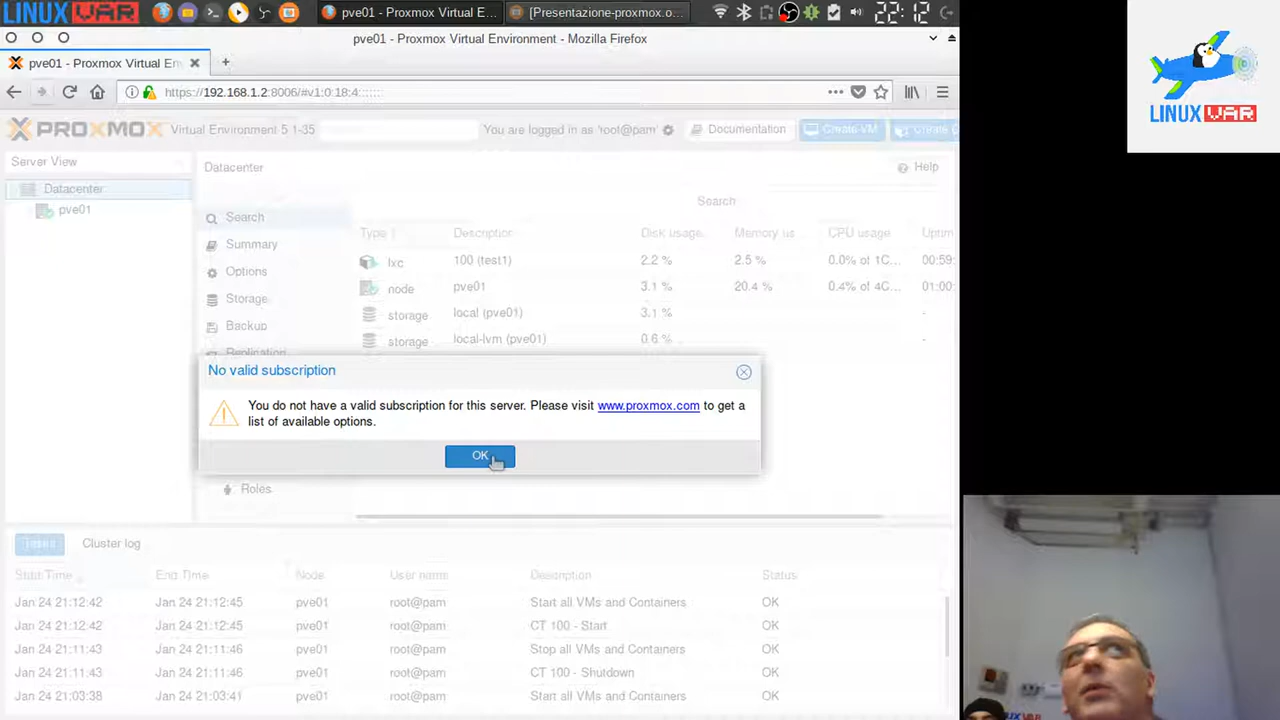 LINUX VAR
pve01 - Proxmox Virtual E...
[Presentazione-proxmox.o...
22:12
pve01 - Proxmox Virtual Environment - Mozilla Firefox
pve01 - Proxmox Virtual En
https://192.168.1.2:8006/#v1:0:18:4::::::
PROXMOX Virtual Environment 5.1-35
You are logged in as 'root@pam'
Documentation
Create VM
Create C
Server View
Datacenter
pve01
Datacenter
Help
Search
Summary
Options
Storage
Backup
Replication
Search
Type Description Disk usage. Memory us CPU usage Uptim
lxc 100 (test1) 2.2 % 2.5 % 0.0% of 1C... 00:59:
node pve01 3.1 % 20.4 % 0.4% of 4C... 01:00:
storage local (pve01) 3.1 % -
storage local-lvm (pve01) 0.6 % -
No valid subscription
You do not have a valid subscription for this server. Please visit www.proxmox.com to get a
list of available options.
OK
Roles
Tasks
Cluster log
Start Time End Time Node User name Description Status
Jan 24 21:12:42 Jan 24 21:12:45 pve01 root@pam Start all VMs and Containers OK
Jan 24 21:12:42 Jan 24 21:12:45 pve01 root@pam CT 100 - Start OK
Jan 24 21:11:43 Jan 24 21:11:46 pve01 root@pam Stop all VMs and Containers OK
Jan 24 21:11:43 Jan 24 21:11:46 pve01 root@pam CT 100 - Shutdown OK
Jan 24 21:03:38 Jan 24 21:03:41 pve01 root@pam Start all VMs and Containers OK
LINUX VAR
LINUX VAR